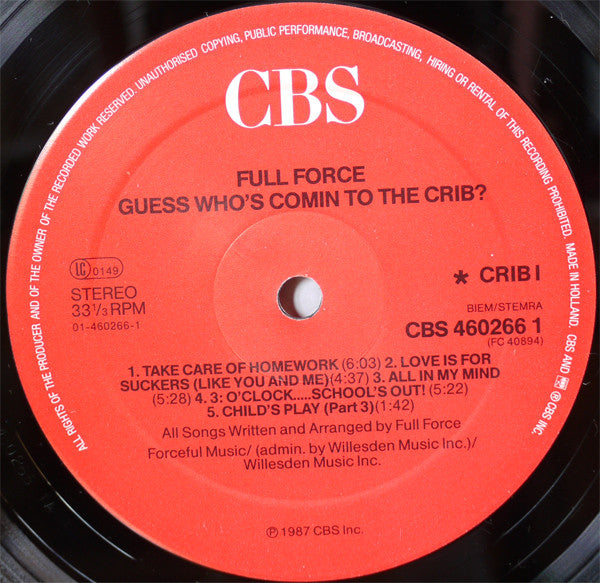 ALL RIGHTS OF THE PRODUCER AND OF THE OWNER OF THE RECORDED WORK RESERVED. UNAUTHORISED COPYING, PUBLIC PERFORMANCE, BROADCASTING, HIRING OR RENTAL OF THIS RECORDING PROHIBITED. MADE IN HOLLAND. CBS AND ℗ CBS INC.
CBS
FULL FORCE
GUESS WHO'S COMIN TO THE CRIB?
LC 0149
STEREO
33 1/3 RPM
01-460266-1
* CRIB I
BIEM/STEMRA
CBS 460266 1
(FC 40894)
1. TAKE CARE OF HOMEWORK (6:03) 2. LOVE IS FOR
SUCKERS (LIKE YOU AND ME)(4:37) 3. ALL IN MY MIND
(5:28) 4. 3: O'CLOCK.....SCHOOL'S OUT! (5:22)
5. CHILD'S PLAY (Part 3)(1:42)
All Songs Written and Arranged by Full Force
Forceful Music/ (admin. by Willesden Music Inc.)/
Willesden Music Inc.
℗ 1987 CBS Inc.